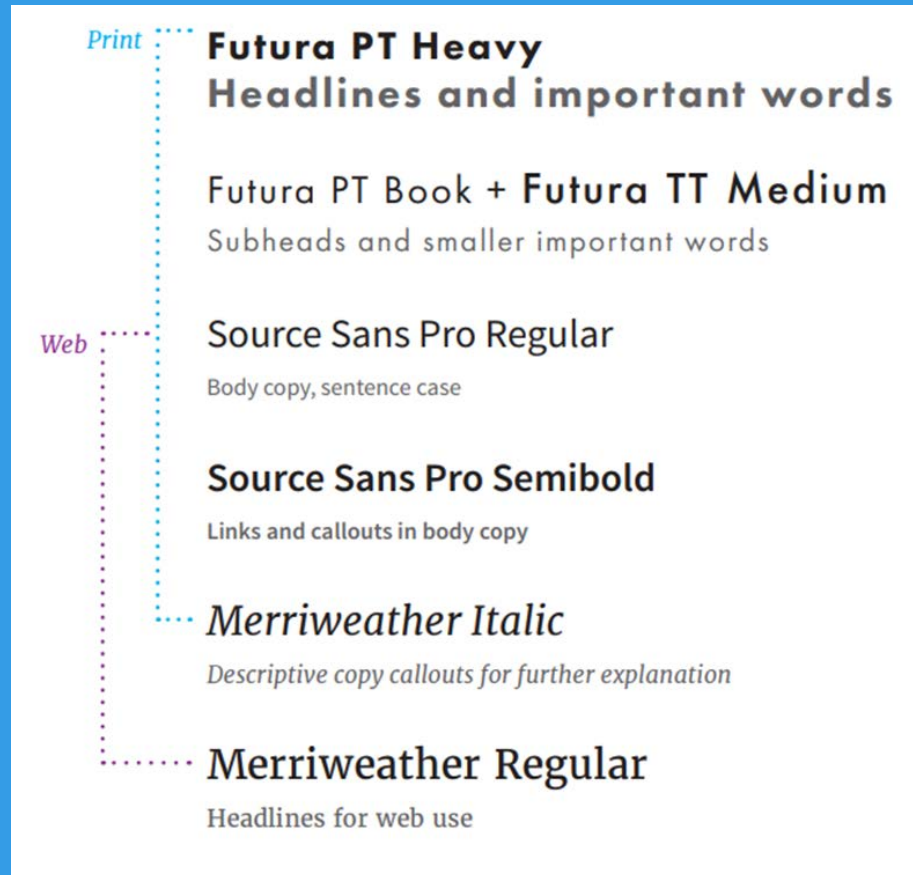 Print
Futura PT Heavy
Headlines and important words
Futura PT Book + Futura TT Medium
Subheads and smaller important words
Web
Source Sans Pro Regular
Body copy, sentence case
Source Sans Pro Semibold
Links and callouts in body copy
Merriweather Italic
Descriptive copy callouts for further explanation
Merriweather Regular
Headlines for web use